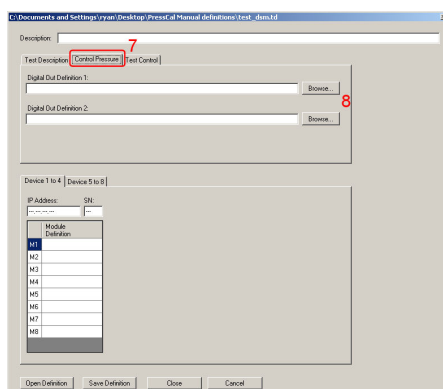 C:\Documents and Settings\ryan\Desktop\PressCal Manual definitions\test_dsm.td
Description:
7
Test Description Control Pressure Test Control
Digital Out Definition 1:
Browse...
8
Digital Out Definition 2:
Browse...
Device 1 to 4 Device 5 to 8
IP Address: SN:
---.---.---.--- ---
Module Definition
M1
M2
M3
M4
M5
M6
M7
M8
Open Definition Save Definition Close Cancel